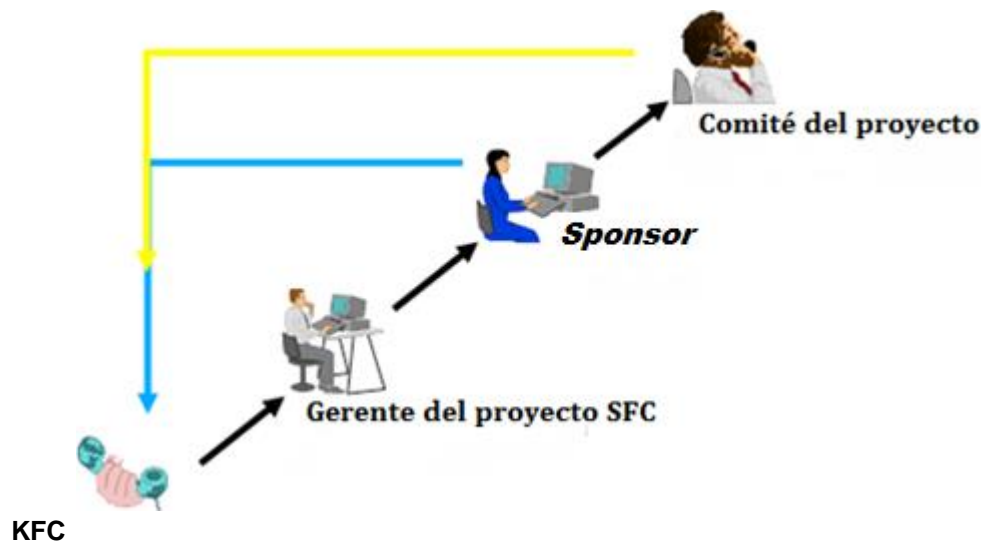 Comité del proyecto
Sponsor
Gerente del proyecto SFC
KFC